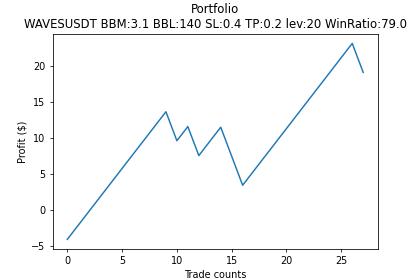 Portfolio
WAVESUSDT BBM:3.1 BBL:140 SL:0.4 TP:0.2 lev:20 WinRatio:79.0
Profit ($)
20
15
10
5
0
−5
0 5 10 15 20 25
Trade counts